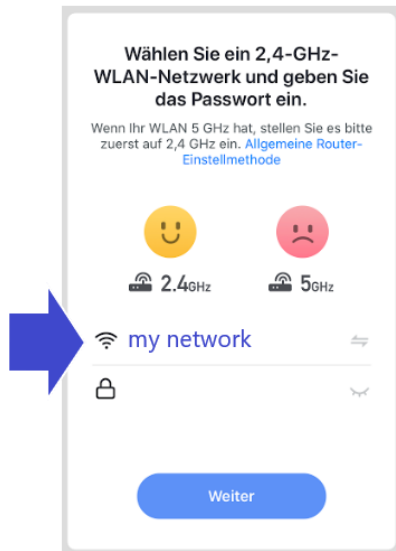 Wählen Sie ein 2,4-GHz-
WLAN-Netzwerk und geben Sie
das Passwort ein.
Wenn Ihr WLAN 5 GHz hat, stellen Sie es bitte
zuerst auf 2,4 GHz ein. Allgemeine Router-
Einstellmethode
2.4GHz 5GHz
my network
Weiter